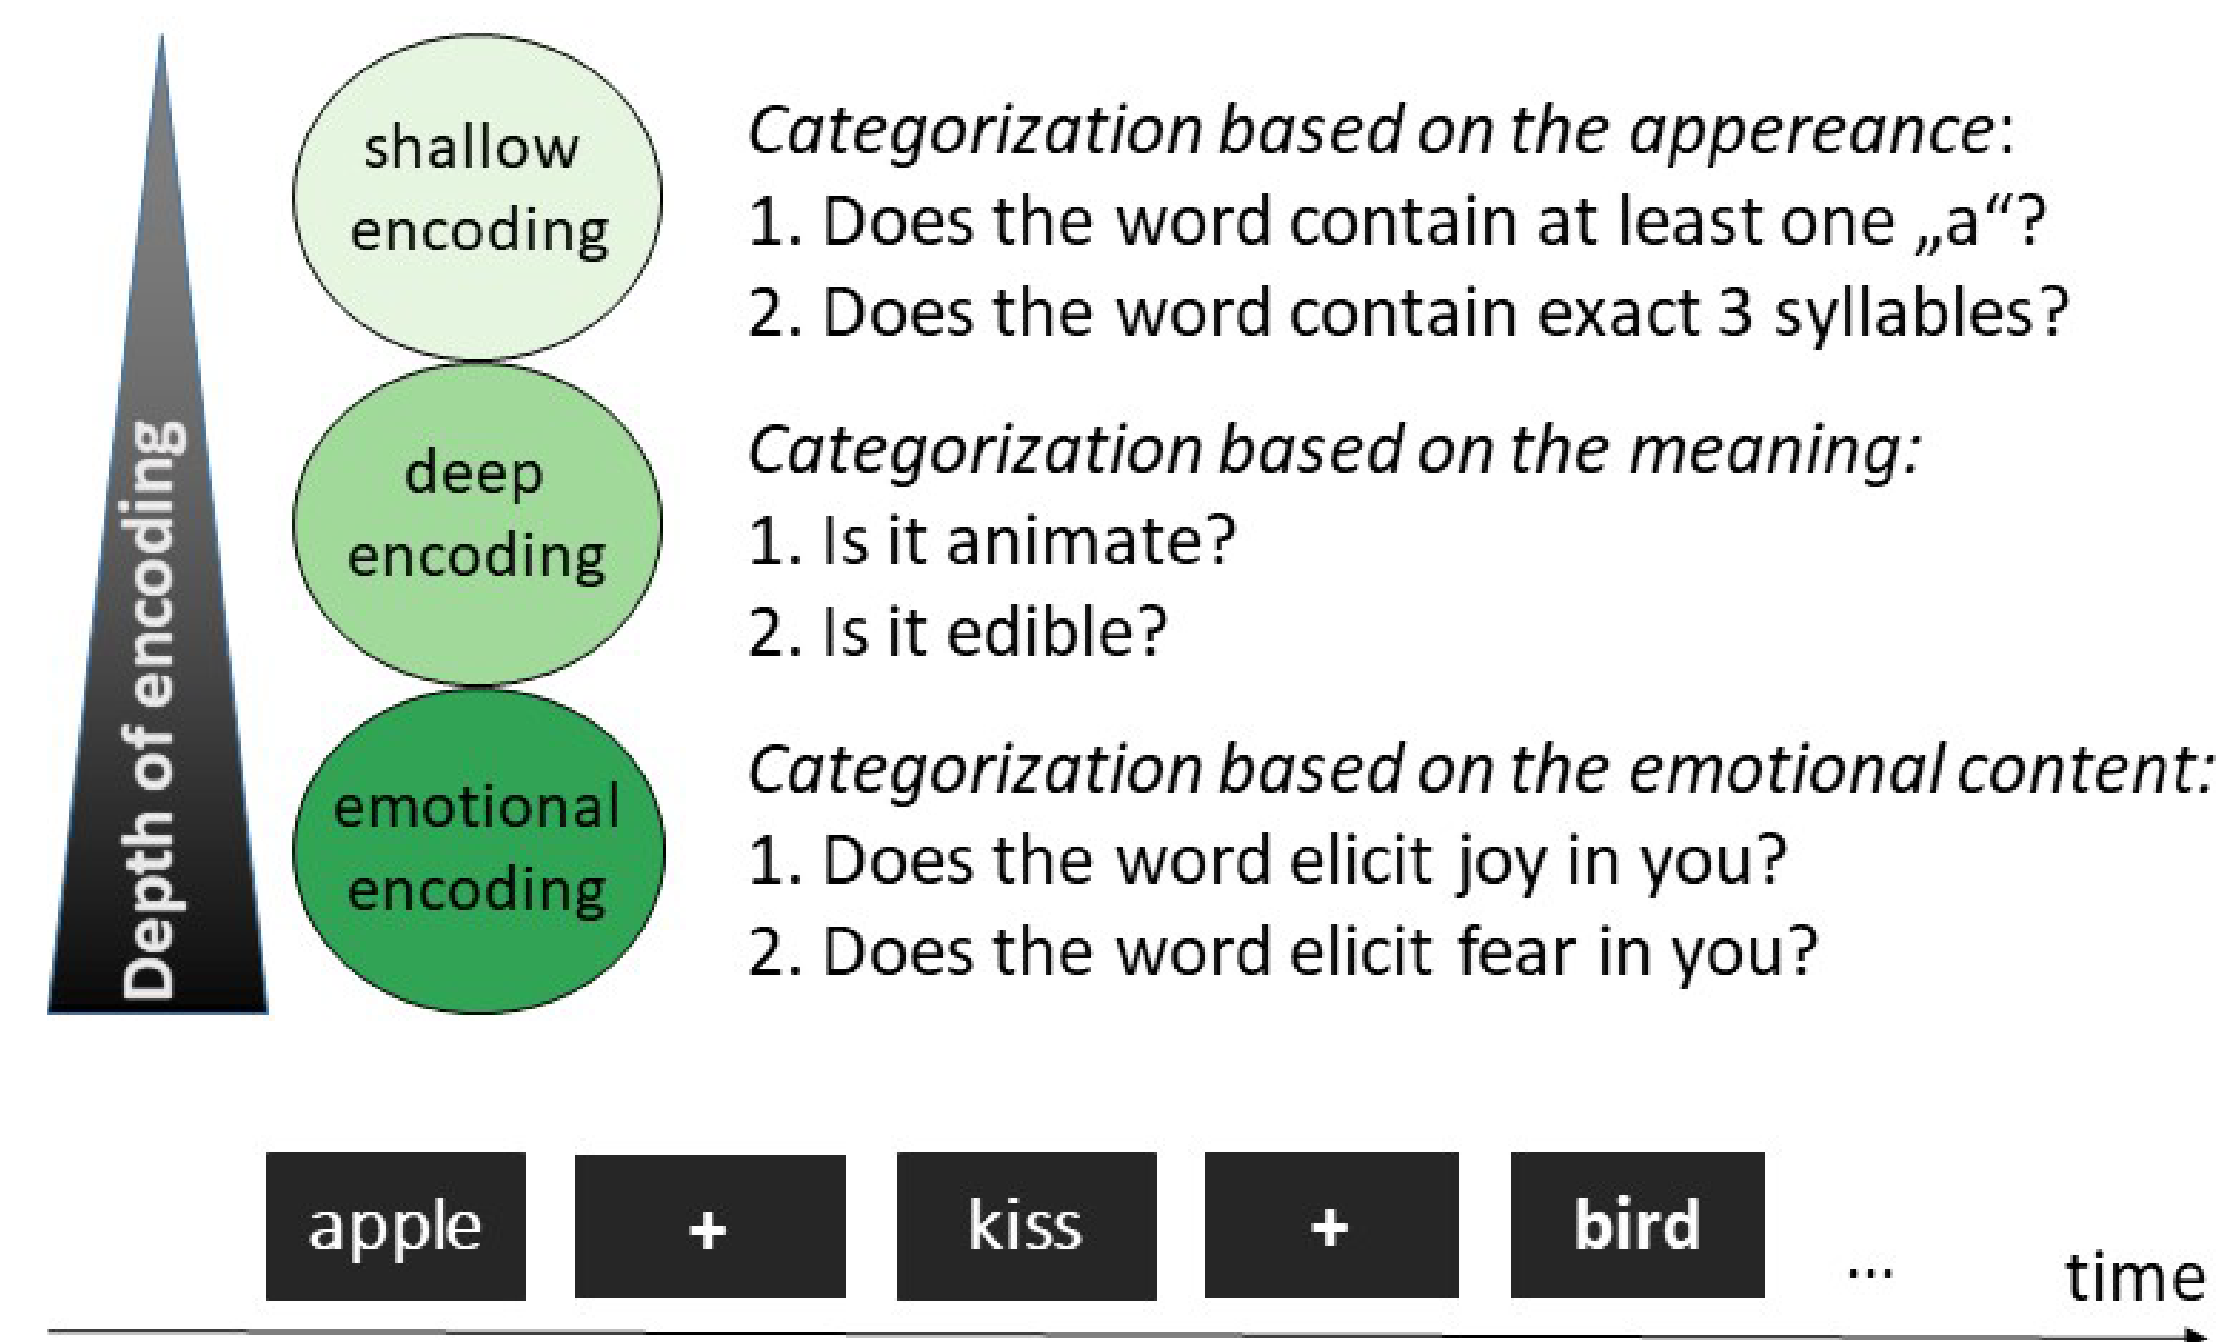 Depth of encoding
shallow
encoding
Categorization based on the appereance:
1. Does the word contain at least one „a“?
2. Does the word contain exact 3 syllables?
deep
encoding
Categorization based on the meaning:
1. Is it animate?
2. Is it edible?
emotional
encoding
Categorization based on the emotional content:
1. Does the word elicit joy in you?
2. Does the word elicit fear in you?
apple + kiss + bird ... time